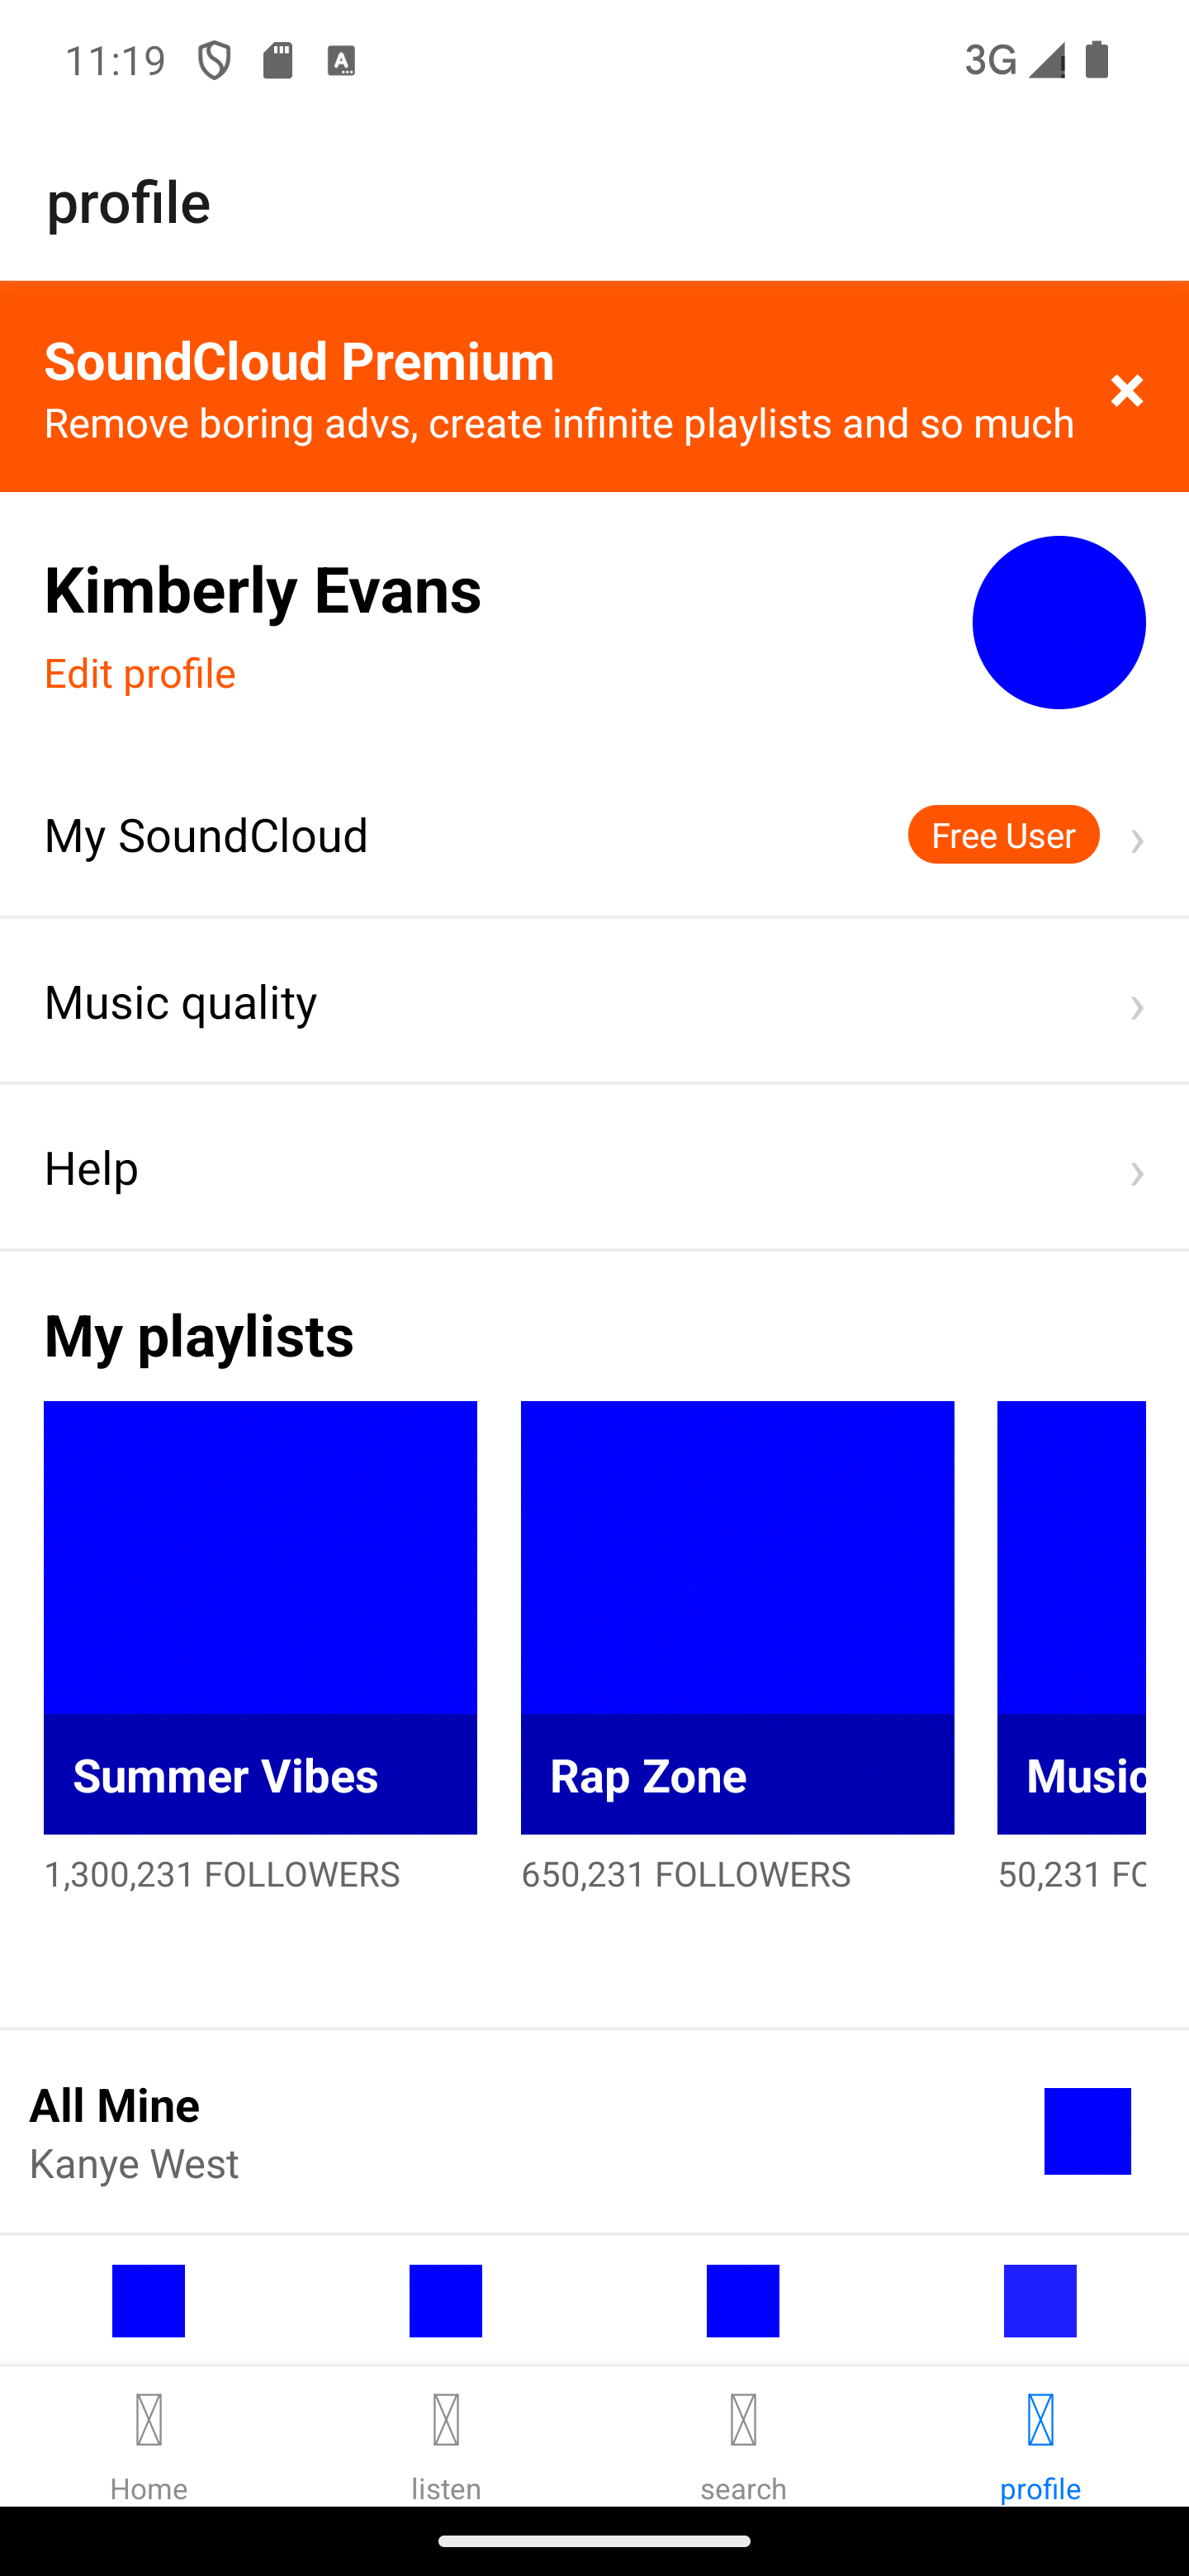 11:19
3G
profile
SoundCloud Premium
Remove boring advs, create infinite playlists and so much
Kimberly Evans
Edit profile
My SoundCloud
Free User
Music quality
Help
My playlists
Summer Vibes
Rap Zone
Music
1,300,231 FOLLOWERS
650,231 FOLLOWERS
50,231
All Mine
Kanye West
Home
listen
search
profile